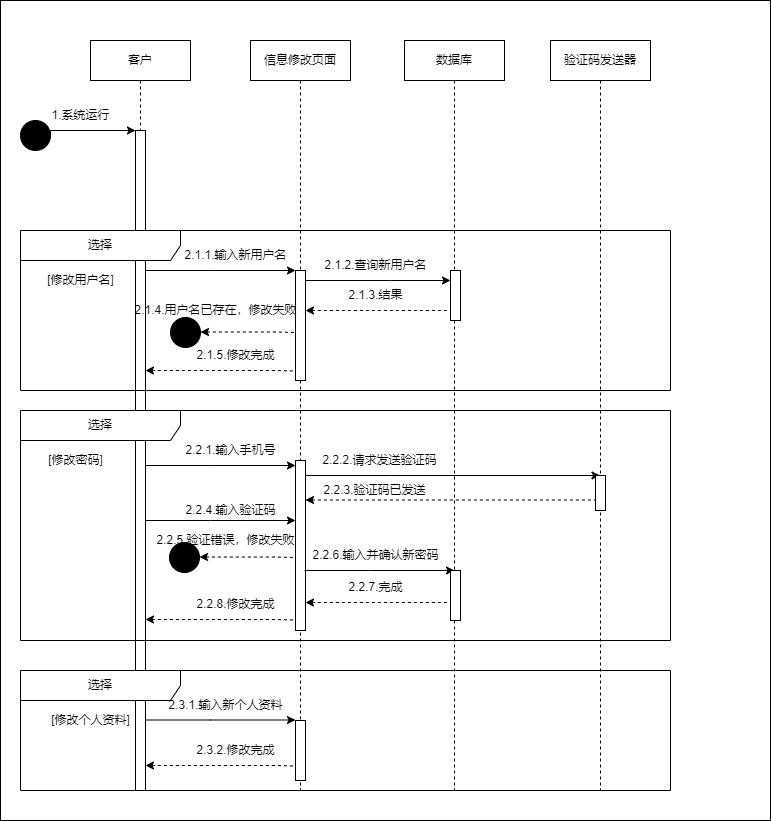 客户
信息修改页面
数据库
验证码发送器
1.系统运行
选择
[修改用户名]
2.1.1.输入新用户名
2.1.2.查询新用户名
2.1.3.结果
2.1.4.用户名已存在，修改失败
2.1.5.修改完成
选择
[修改密码]
2.2.1.输入手机号
2.2.2.请求发送验证码
2.2.3.验证码已发送
2.2.4.输入验证码
2.2.5.验证错误，修改失败
2.2.6.输入并确认新密码
2.2.7.完成
2.2.8.修改完成
选择
[修改个人资料]
2.3.1.输入新个人资料
2.3.2.修改完成